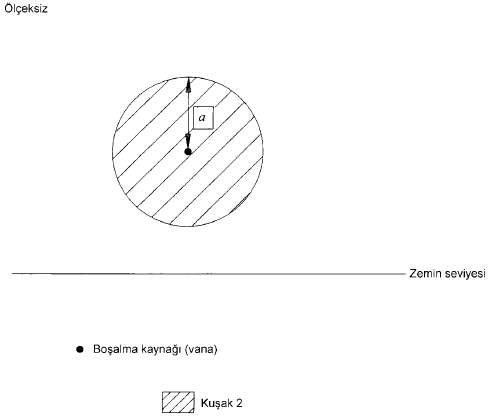 Ölçeksiz
a
Zemin seviyesi
Boşalma kaynağı (vana)
Kuşak 2